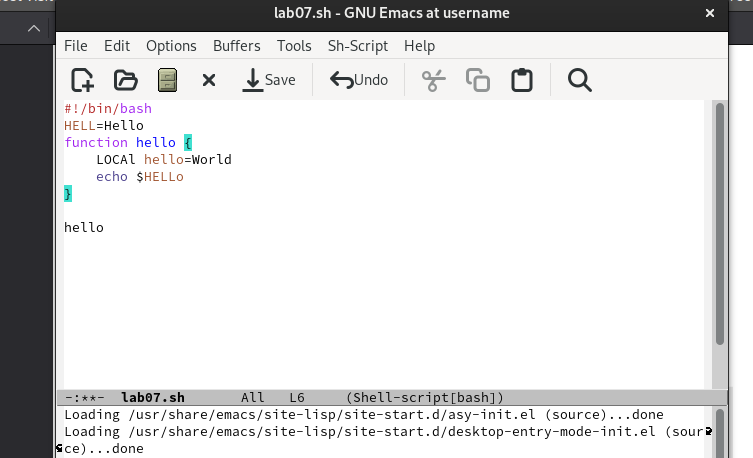 lab07.sh - GNU Emacs at username
File Edit Options Buffers Tools Sh-Script Help
Save Undo
#!/bin/bash
HELL=Hello
function hello {
    LOCAl hello=World
    echo $HELLo
}
hello
-:**- lab07.sh All L6 (Shell-script[bash])
Loading /usr/share/emacs/site-lisp/site-start.d/asy-init.el (source)...done
Loading /usr/share/emacs/site-lisp/site-start.d/desktop-entry-mode-init.el (sour
ce)...done